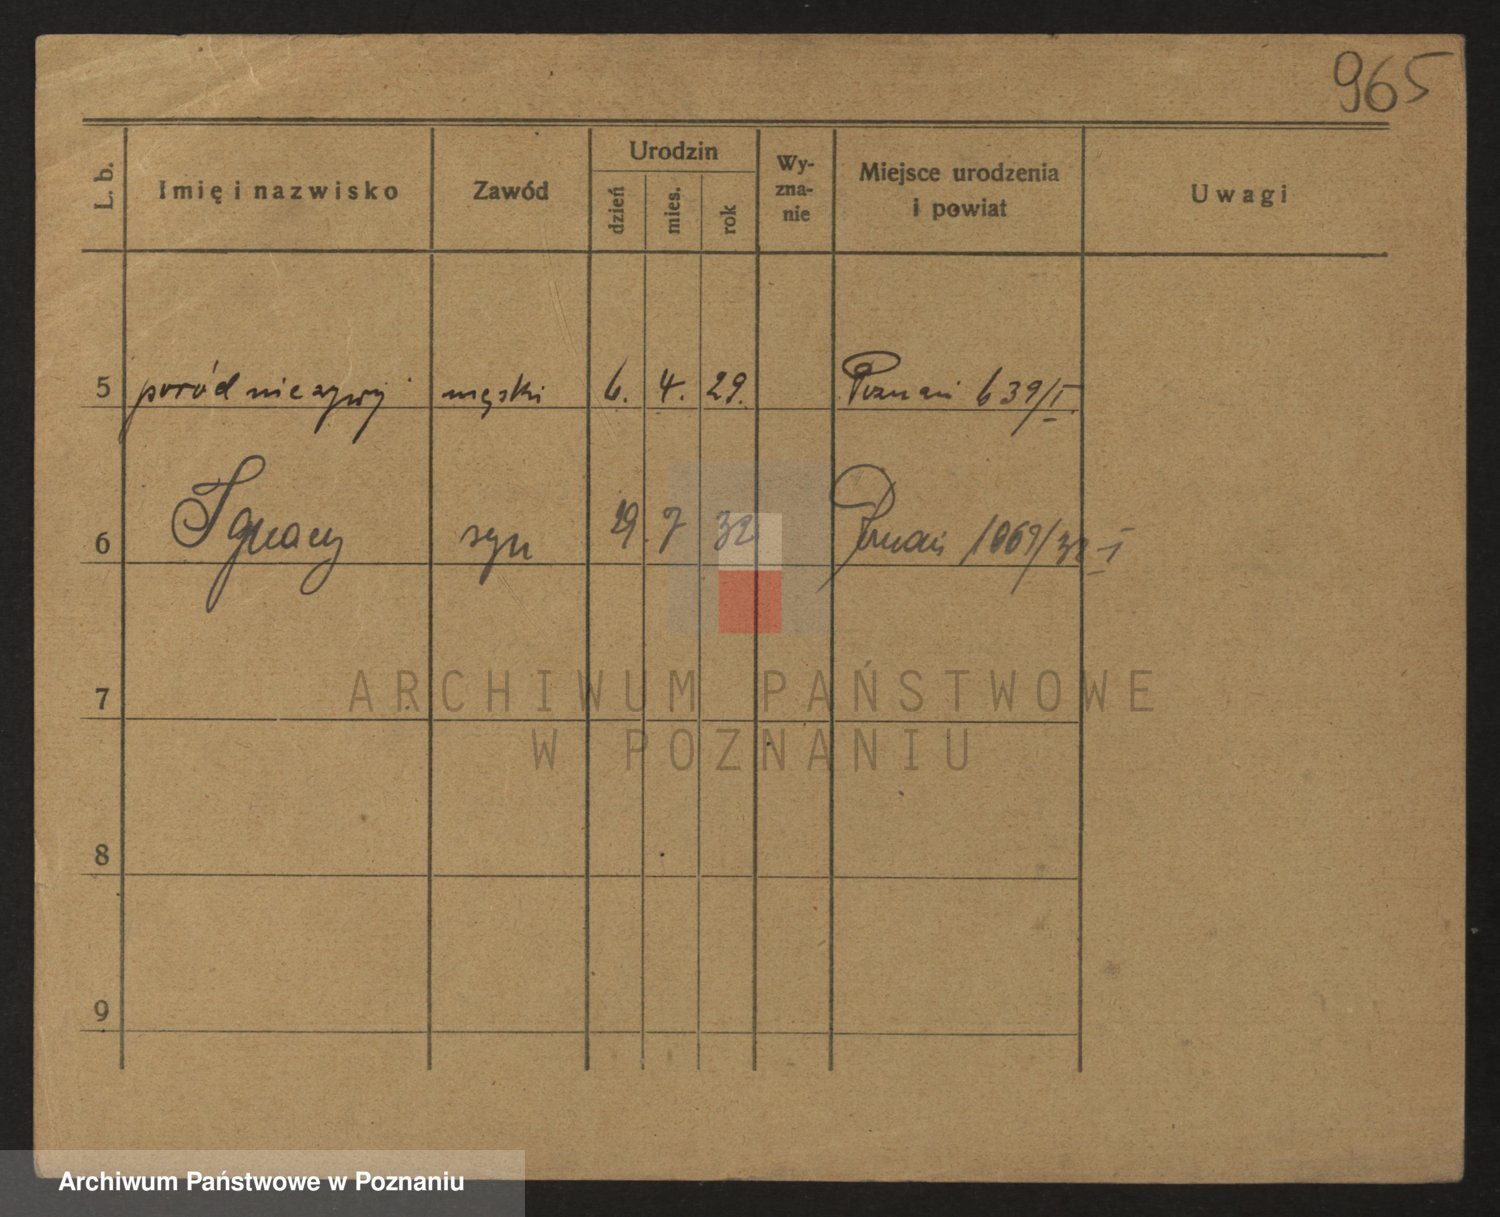 965
L. b.
Imię i nazwisko
Zawód
Urodzin
dzień
mies.
rok
Wy-
zna-
nie
Miejsce urodzenia
i powiat
Uwagi
5 poród nieżywy męski 6. 4. 29. Poznań 639/I
6 Ignacy syn 29 7 32 Poznań 1069/32 I
7
8
9
ARCHIWUM PAŃSTWOWE
W POZNANIU
Archiwum Państwowe w Poznaniu